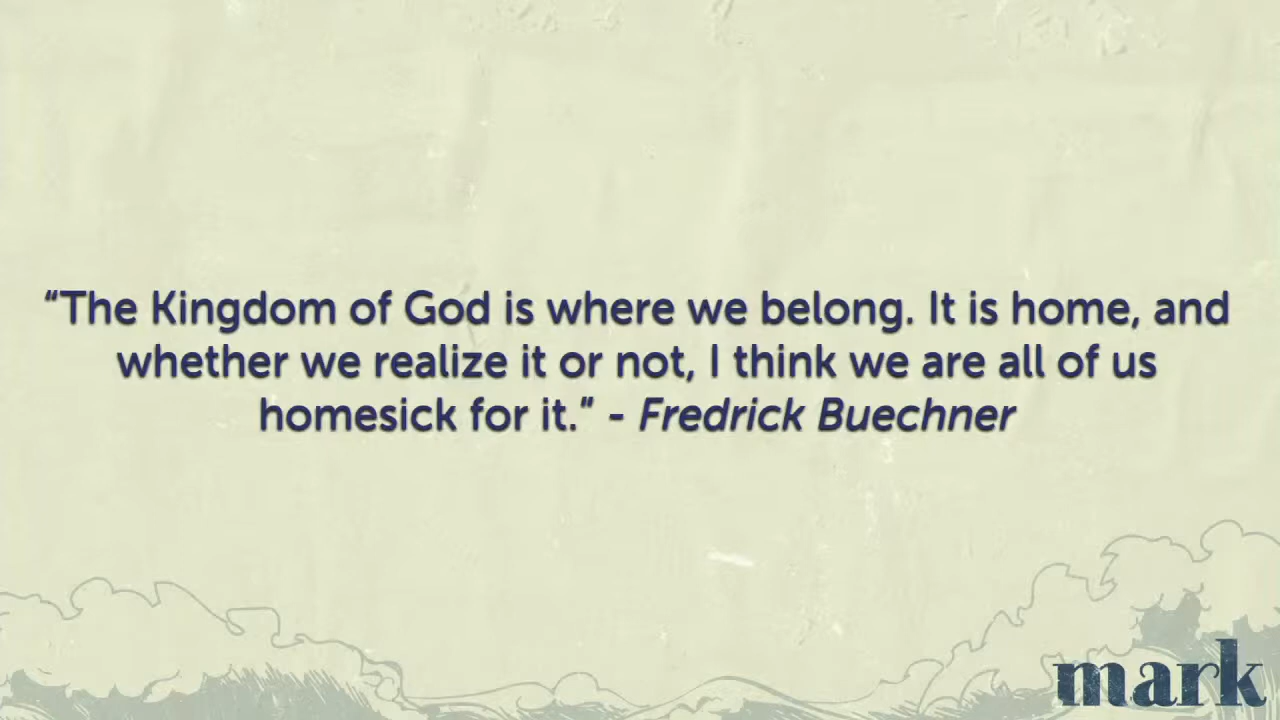 “The Kingdom of God is where we belong. It is home, and
whether we realize it or not, I think we are all of us
homesick for it.” - Fredrick Buechner
mark